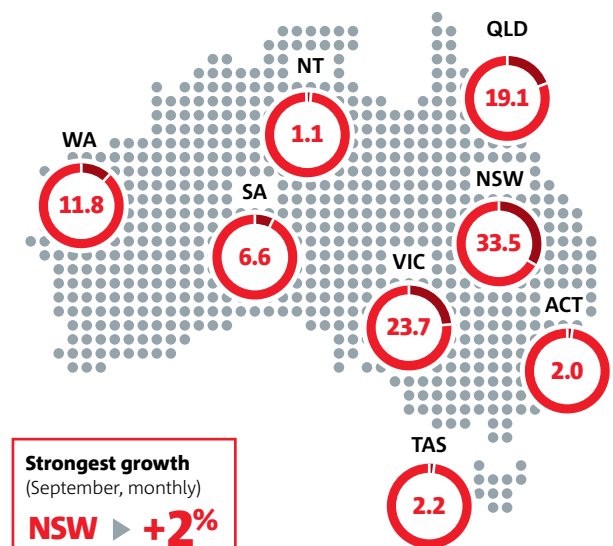 QLD
19.1
NT
1.1
WA
11.8
SA
6.6
NSW
33.5
VIC
23.7
ACT
2.0
TAS
2.2
Strongest growth
(September, monthly)
NSW +2%